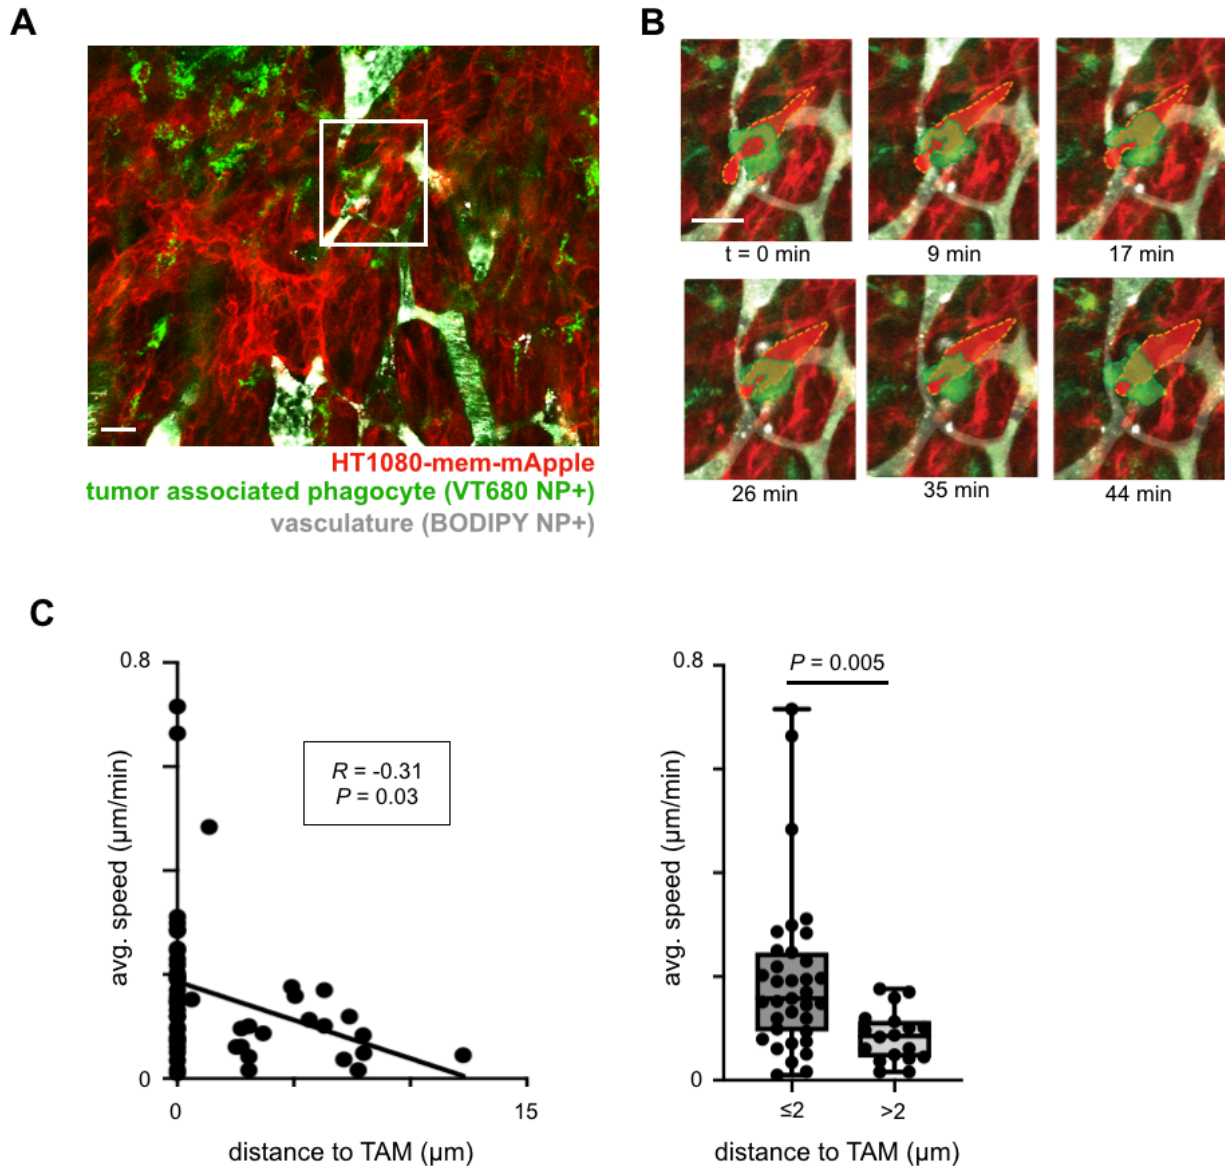 A
B
t = 0 min
9 min
17 min
26 min
35 min
44 min
HT1080-mem-mApple
tumor associated phagocyte (VT680 NP+)
vasculature (BODIPY NP+)
C
0.8
avg. speed (μm/min)
R = -0.31
P = 0.03
0
0
15
distance to TAM (μm)
0.8
P = 0.005
avg. speed (μm/min)
0
≤2
>2
distance to TAM (μm)